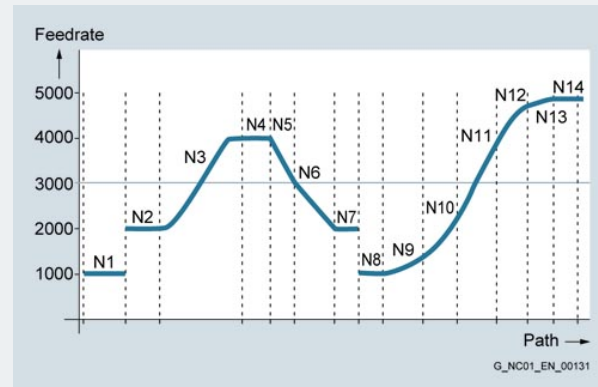 Feedrate
5000
4000
3000
2000
1000
N1
N2
N3
N4
N5
N6
N7
N8
N9
N10
N11
N12
N13
N14
Path
G_NC01_EN_00131